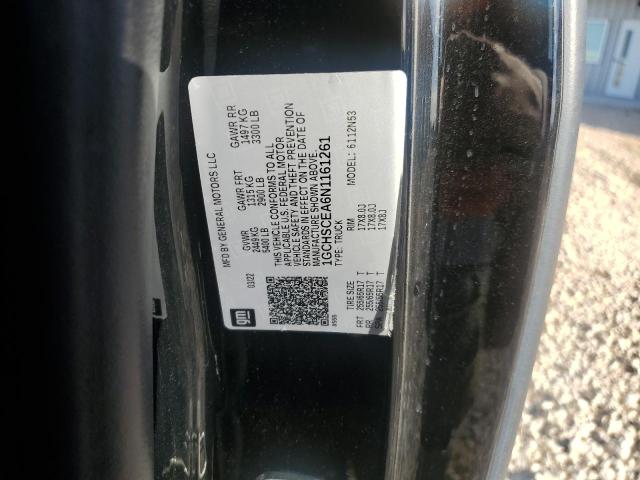 gm
MFD BY GENERAL MOTORS LLC
01/22 GVWR GAWR FRT GAWR RR
2449 KG 1315 KG 1497 KG
5400 LB 2900 LB 3300 LB
THIS VEHICLE CONFORMS TO ALL
APPLICABLE U.S. FEDERAL MOTOR
VEHICLE SAFETY AND THEFT PREVENTION
STANDARDS IN EFFECT ON THE DATE OF
MANUFACTURE SHOWN ABOVE.
1GCHSCEA6N1161261
TYPE: TRUCK MODEL: 6112N53
TIRE SIZE RIM
FRT 255/65R17 T 17X8.0J
RR 255/65R17 T 17X8.0J
17X8J